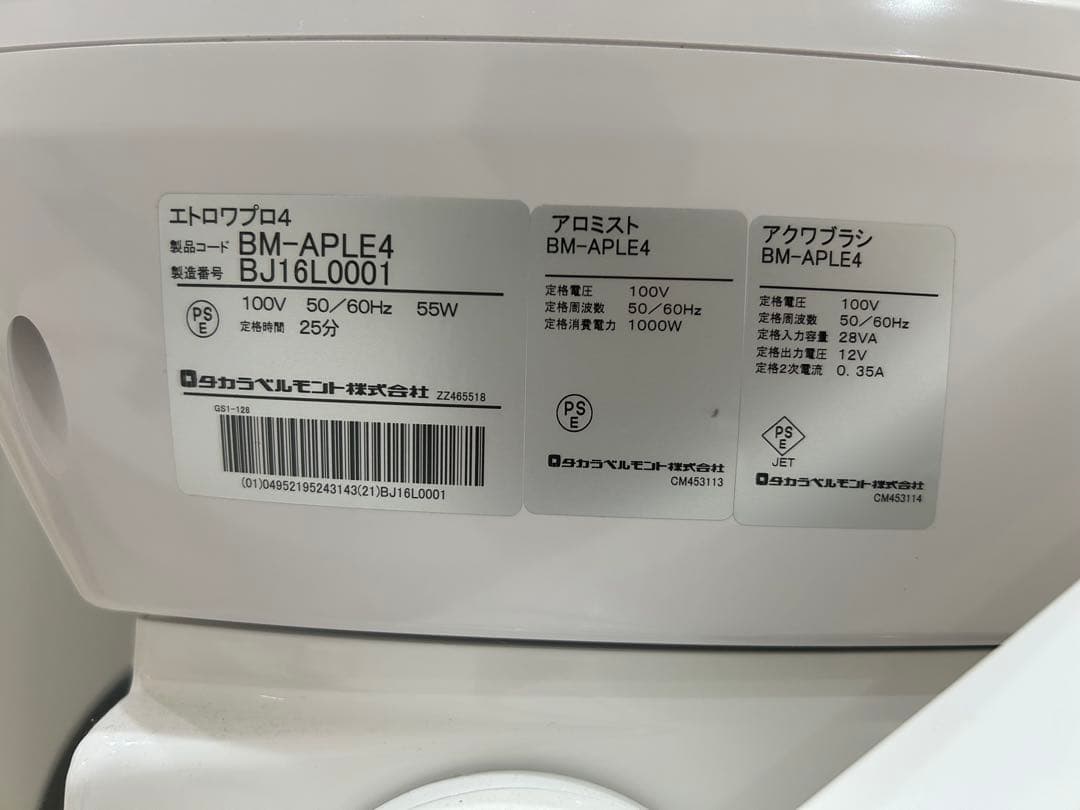 エトロワプロ4
製品コード BM-APLE4
製造番号 BJ16L0001
PS
E
100V 50／60Hz 55W
定格時間 25分
タカラベルモント株式会社 ZZ465518
GS1-128
(01)04952195243143(21)BJ16L0001
アロミスト
BM-APLE4
定格電圧 100V
定格周波数 50／60Hz
定格消費電力 1000W
PS
E
タカラベルモント株式会社
CM453113
アクワブラシ
BM-APLE4
定格電圧 100V
定格周波数 50／60Hz
定格入力容量 28VA
定格出力電圧 12V
定格2次電流 0.35A
PS
E
JET
タカラベルモント株式会社
CM453114